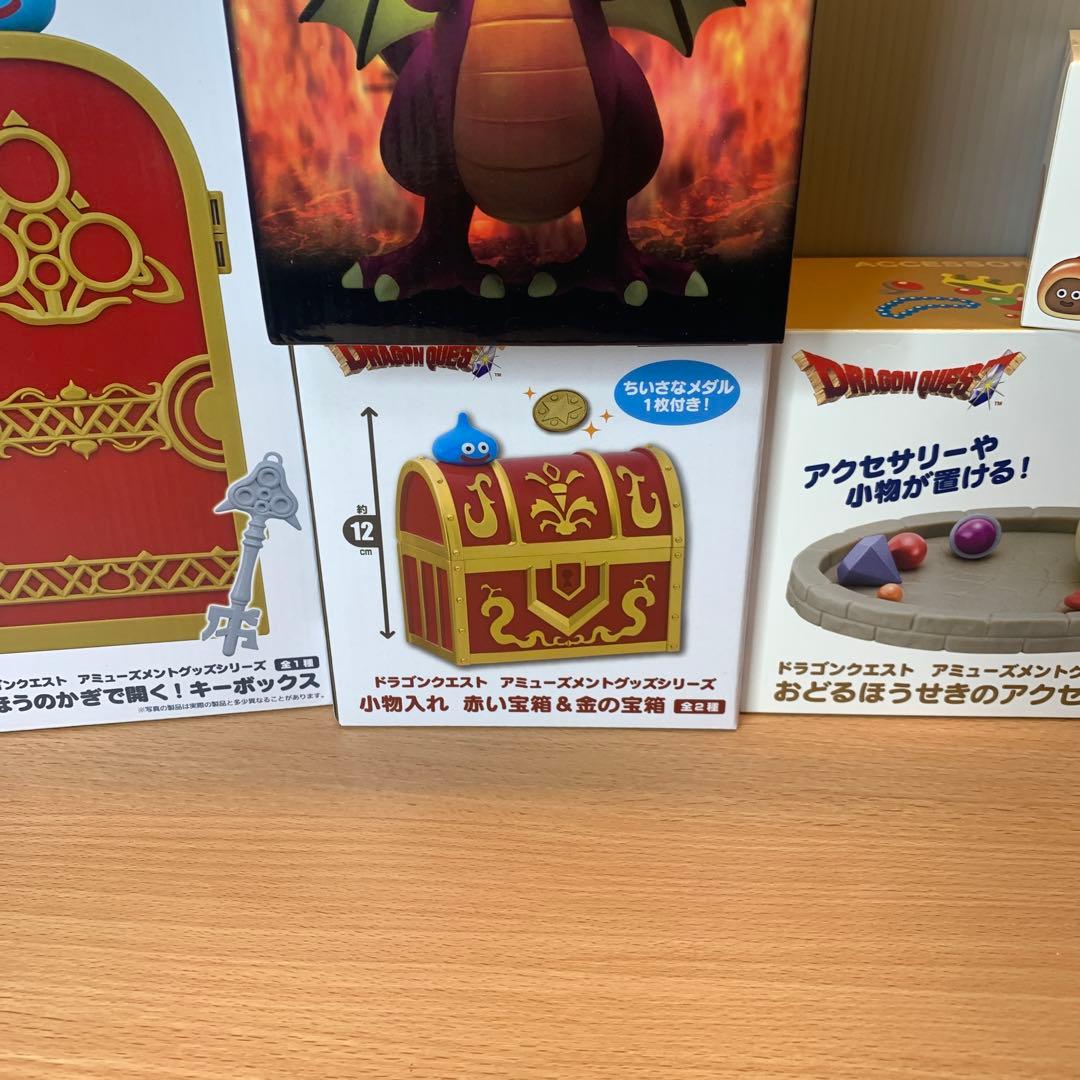 ンクエスト アミューズメントグッズシリーズ 全1種
ほうのかぎで開く！キーボックス
※写真の製品は実際の製品と多少異なることがあります。
DRAGON QUES
TM
ちいさなメダル
1枚付き！
約
12
cm
ドラゴンクエスト アミューズメントグッズシリーズ
小物入れ 赤い宝箱＆金の宝箱 全2種
ACCESSOR
DRAGON QUEST
TM
アクセサリーや
小物が置ける！
ドラゴンクエスト アミューズメント
おどるほうせきのアクセ